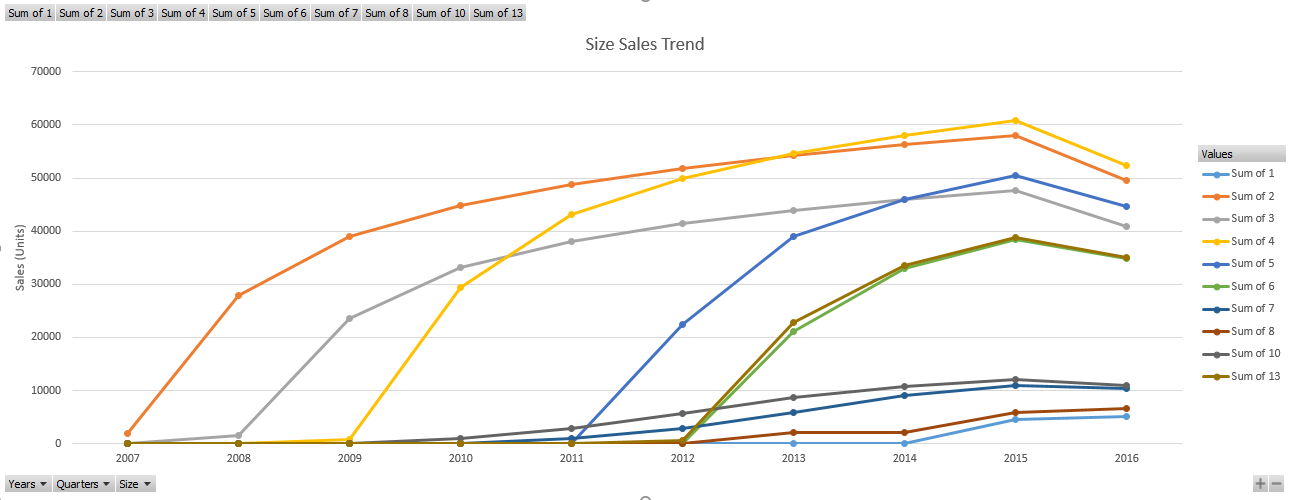 Sum of 1 Sum of 2 Sum of 3 Sum of 4 Sum of 5 Sum of 6 Sum of 7 Sum of 8 Sum of 10 Sum of 13
Size Sales Trend
70000
60000
50000
40000
30000
20000
10000
0
Sales (Units)
2007 2008 2009 2010 2011 2012 2013 2014 2015 2016
Values
Sum of 1
Sum of 2
Sum of 3
Sum of 4
Sum of 5
Sum of 6
Sum of 7
Sum of 8
Sum of 10
Sum of 13
Years Quarters Size
+ −